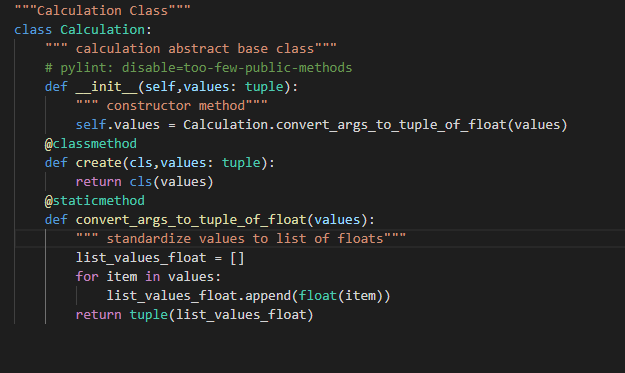 """Calculation Class"""
class Calculation:
    """ calculation abstract base class"""
    # pylint: disable=too-few-public-methods
    def __init__(self,values: tuple):
        """ constructor method"""
        self.values = Calculation.convert_args_to_tuple_of_float(values)
    @classmethod
    def create(cls,values: tuple):
        return cls(values)
    @staticmethod
    def convert_args_to_tuple_of_float(values):
        """ standardize values to list of floats"""
        list_values_float = []
        for item in values:
            list_values_float.append(float(item))
        return tuple(list_values_float)